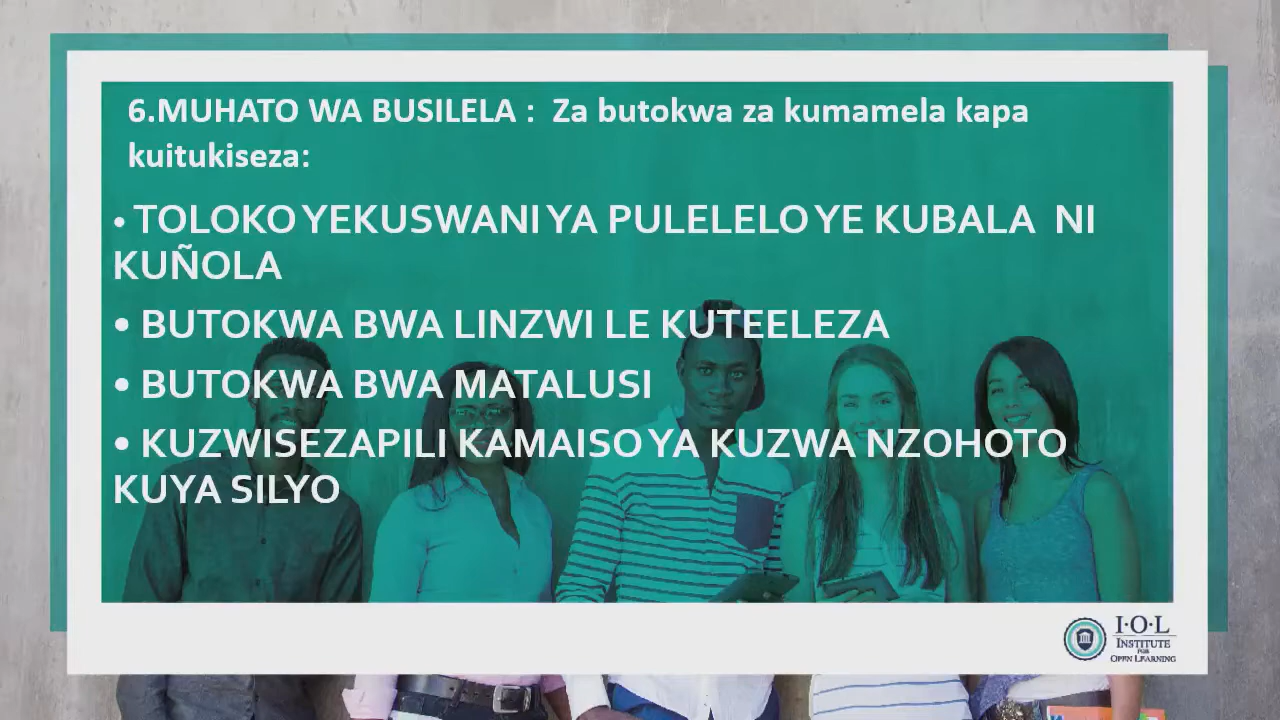 6.MUHATO WA BUSILELA :  Za butokwa za kumamela kapa
kuitukiseza:
• TOLOKO YEKUSWANI YA PULELELO YE KUBALA  NI
KUÑOLA
• BUTOKWA BWA LINZWI LE KUTEELEZA
• BUTOKWA BWA MATALUSI
• KUZWISEZAPILI KAMAISO YA KUZWA NZOHOTO
KUYA SILYO
I·O·L
INSTITUTE
FOR
OPEN LEARNING